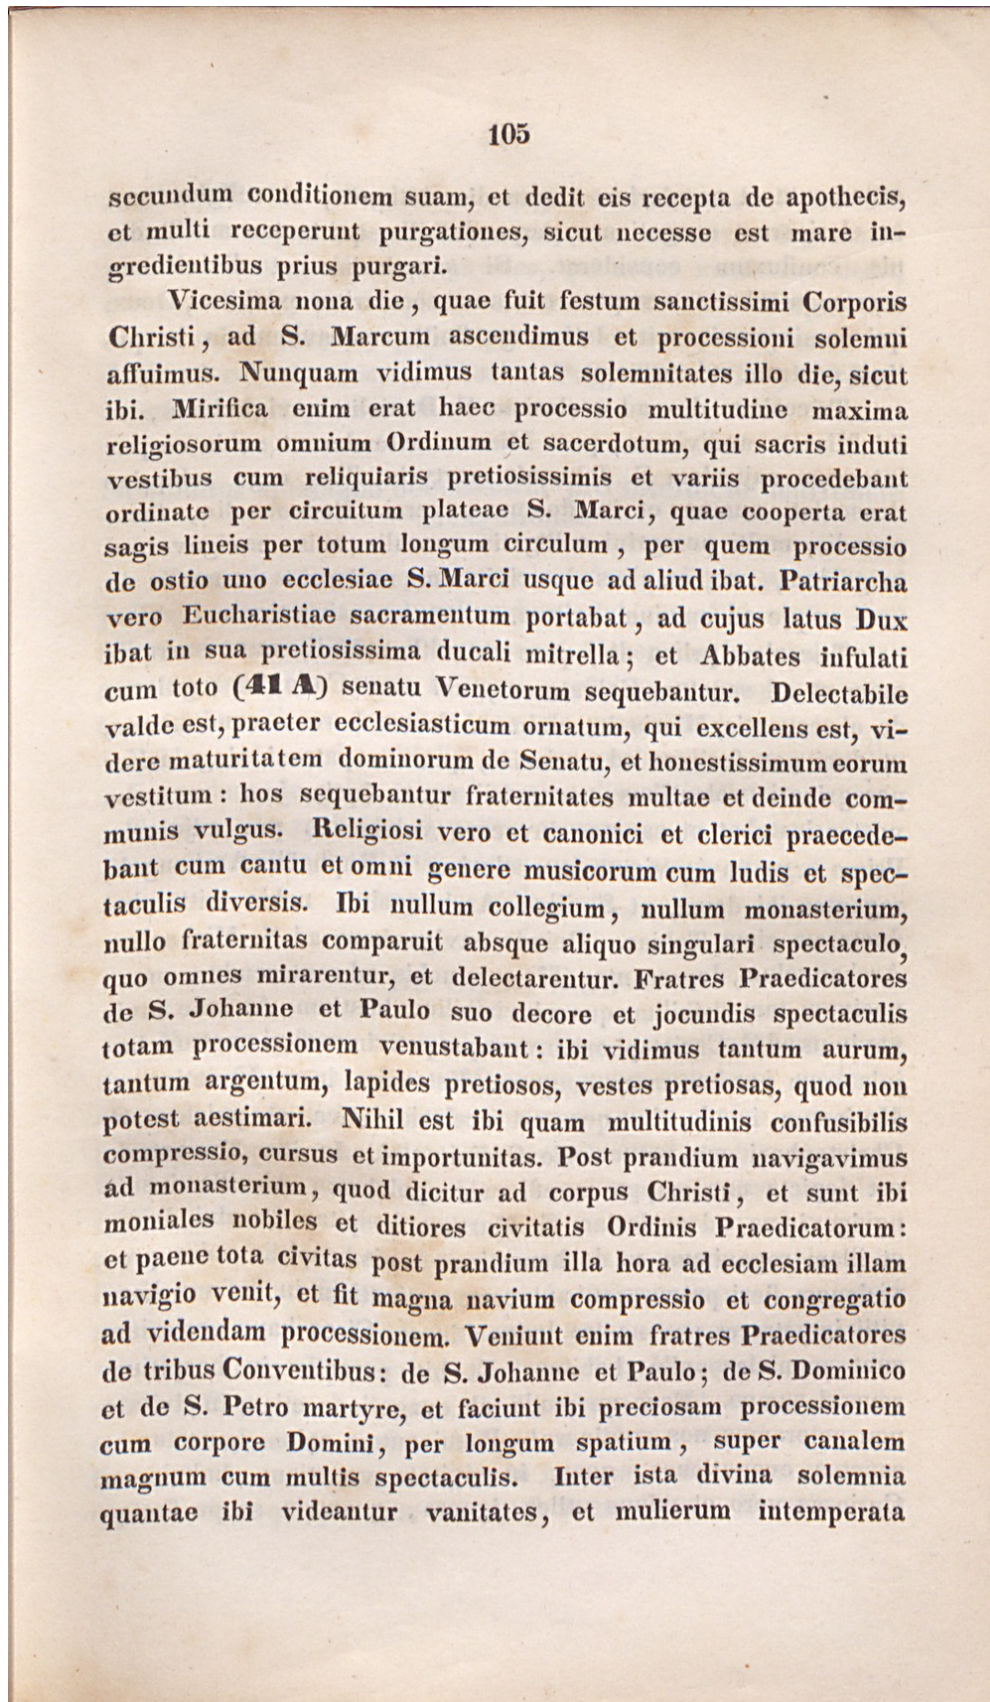 105
secundum conditionem suam, et dedit eis recepta de apothecis,
et multi receperunt purgationes, sicut necesse est mare in-
gredientibus prius purgari.
Vicesima nona die, quae fuit festum sanctissimi Corporis
Christi, ad S. Marcum ascendimus et processioni solemni
affuimus. Nunquam vidimus tantas solemnitates illo die, sicut
ibi. Mirifica enim erat haec processio multitudine maxima
religiosorum omnium Ordinum et sacerdotum, qui sacris induti
vestibus cum reliquiaris pretiosissimis et variis procedebant
ordinate per circuitum plateae S. Marci, quae cooperta erat
sagis lineis per totum longum circulum, per quem processio
de ostio uno ecclesiae S. Marci usque ad aliud ibat. Patriarcha
vero Eucharistiae sacramentum portabat, ad cujus latus Dux
ibat in sua pretiosissima ducali mitrella; et Abbates infulati
cum toto (41 A) senatu Venetorum sequebantur. Delectabile
valde est, praeter ecclesiasticum ornatum, qui excellens est, vi-
dere maturitatem dominorum de Senatu, et honestissimum eorum
vestitum: hos sequebantur fraternitates multae et deinde com-
munis vulgus. Religiosi vero et canonici et clerici praecede-
bant cum cantu et omni genere musicorum cum ludis et spec-
taculis diversis. Ibi nullum collegium, nullum monasterium,
nullo fraternitas comparuit absque aliquo singulari spectaculo,
quo omnes mirarentur, et delectarentur. Fratres Praedicatores
de S. Johanne et Paulo suo decore et jocundis spectaculis
totam processionem venustabant: ibi vidimus tantum aurum,
tantum argentum, lapides pretiosos, vestes pretiosas, quod non
potest aestimari. Nihil est ibi quam multitudinis confusibilis
compressio, cursus et importunitas. Post prandium navigavimus
ad monasterium, quod dicitur ad corpus Christi, et sunt ibi
moniales nobiles et ditiores civitatis Ordinis Praedicatorum:
et paene tota civitas post prandium illa hora ad ecclesiam illam
navigio venit, et fit magna navium compressio et congregatio
ad videndam processionem. Veniunt enim fratres Praedicatores
de tribus Conventibus: de S. Johanne et Paulo; de S. Dominico
et de S. Petro martyre, et faciunt ibi preciosam processionem
cum corpore Domini, per longum spatium, super canalem
magnum cum multis spectaculis. Inter ista divina solemnia
quantae ibi videantur vanitates, et mulierum intemperata